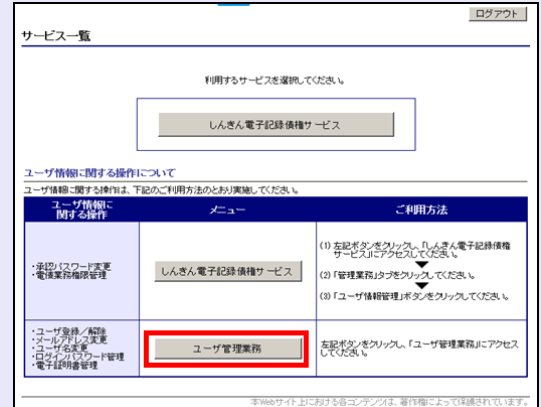 ログアウト
サービス一覧
利用するサービスを選択してください。
しんきん電子記録債権サービス
ユーザ情報に関する操作について
ユーザ情報に関する操作は、下記のご利用方法のとおり実施してください。
ユーザ情報に
関する操作
メニュー
ご利用方法
・承認パスワード変更
・電債業務権限管理
しんきん電子記録債権サービス
(1) 左記ボタンをクリックし、「しんきん電子記録債権
サービス」にアクセスしてください。
(2) 「管理業務」タブをクリックしてください。
(3) 「ユーザ情報管理」ボタンをクリックしてください。
・ユーザ登録/解除
・メールアドレス変更
・ユーザ名変更
・ログインパスワード管理
・電子証明書管理
ユーザ管理業務
左記ボタンをクリックし、「ユーザ管理業務」にアクセス
してください。
本Webサイト上における各コンテンツは、著作権によって保護されています。